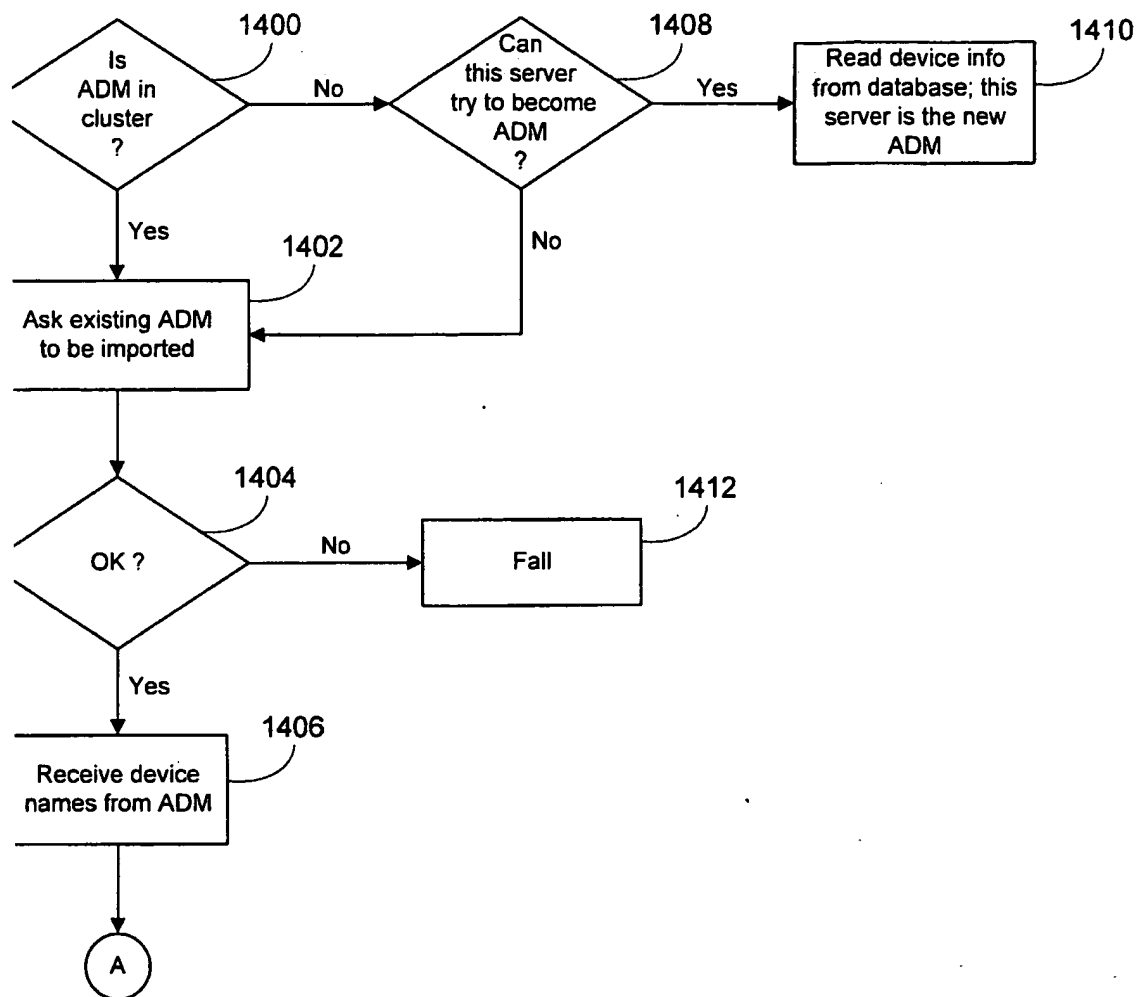 1400
Is
ADM in
cluster
?
No
Yes
1408
Can
this server
try to become
ADM
?
Yes
No
1410
Read device info
from database; this
server is the new
ADM
1402
Ask existing ADM
to be imported
1404
OK ?
No
Yes
1412
Fall
1406
Receive device
names from ADM
A